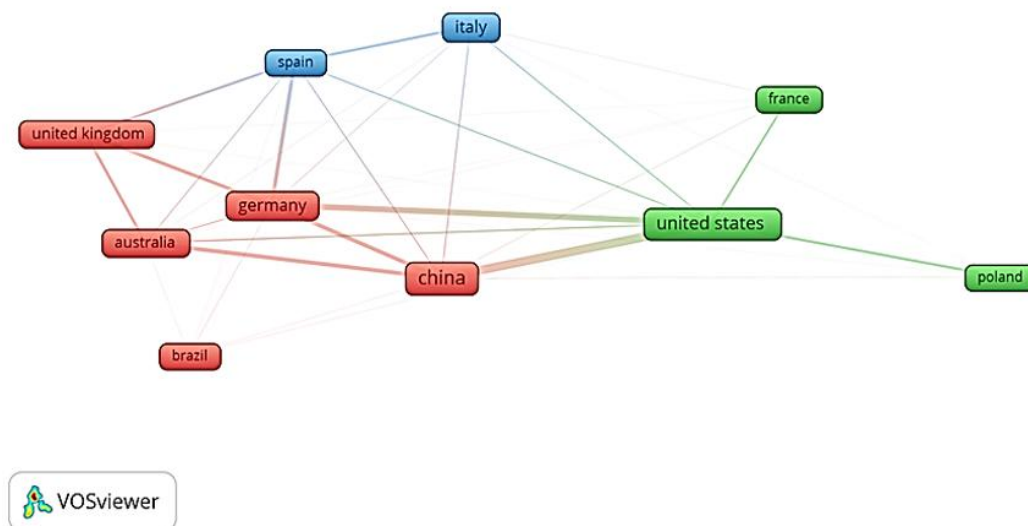 italy
spain
france
united kingdom
germany
united states
australia
china
poland
brazil
VOSviewer